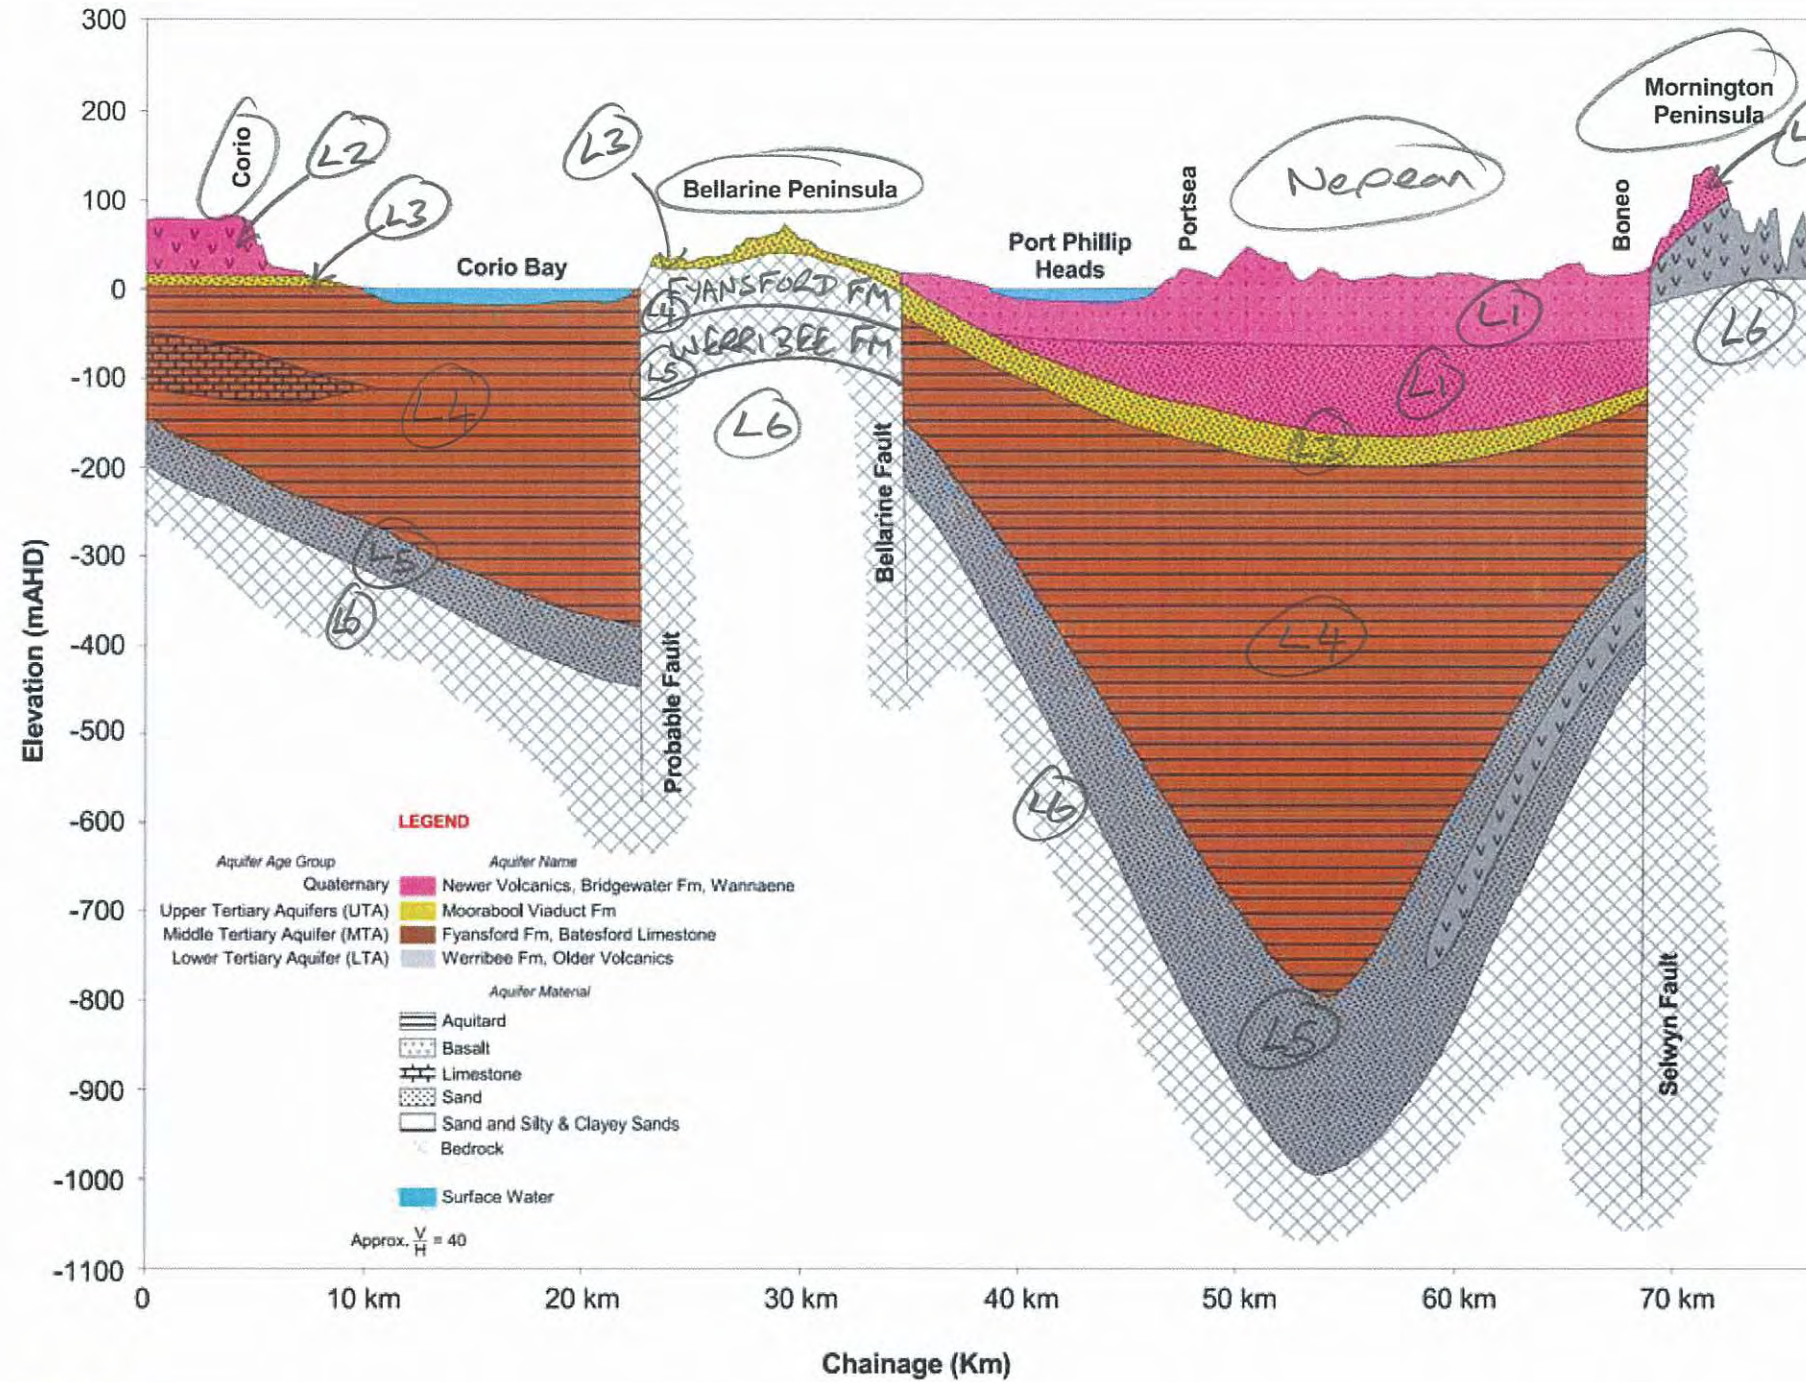 300
200
100
0
-100
-200
-300
-400
-500
-600
-700
-800
-900
-1000
-1100
Elevation (mAHD)
Corio
L2
L3
Corio Bay
L3
Bellarine Peninsula
Port Phillip
Heads
Portsea
Nepean
Boneo
Mornington
Peninsula
FYANSFORD FM
L4
WERRIBEE FM
L5
L6
L4
L5
L6
Probable Fault
Bellarine Fault
L1
L1
L3
L4
L5
L6
L6
Selwyn Fault
LEGEND
Aquifer Age Group Aquifer Name
Quaternary Newer Volcanics, Bridgewater Fm, Wannaene
Upper Tertiary Aquifers (UTA) Moorabool Viaduct Fm
Middle Tertiary Aquifer (MTA) Fyansford Fm, Batesford Limestone
Lower Tertiary Aquifer (LTA) Werribee Fm, Older Volcanics
Aquifer Material
Aquitard
Basalt
Limestone
Sand
Sand and Silty & Clayey Sands
Bedrock
Surface Water
Approx. V/H = 40
0 10 km 20 km 30 km 40 km 50 km 60 km 70 km
Chainage (Km)